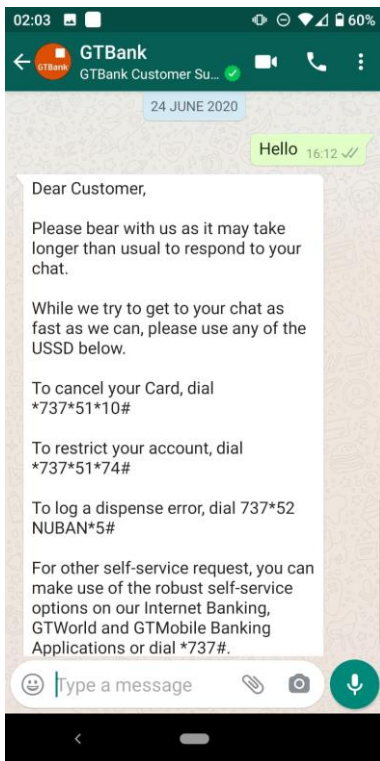 02:03
60%
GTBank
GTBank
GTBank Customer Su...
24 JUNE 2020
Hello 16:12
Dear Customer,
Please bear with us as it may take
longer than usual to respond to your
chat.
While we try to get to your chat as
fast as we can, please use any of the
USSD below.
To cancel your Card, dial
*737*51*10#
To restrict your account, dial
*737*51*74#
To log a dispense error, dial 737*52
NUBAN*5#
For other self-service request, you can
make use of the robust self-service
options on our Internet Banking,
GTWorld and GTMobile Banking
Applications or dial *737#.
Type a message